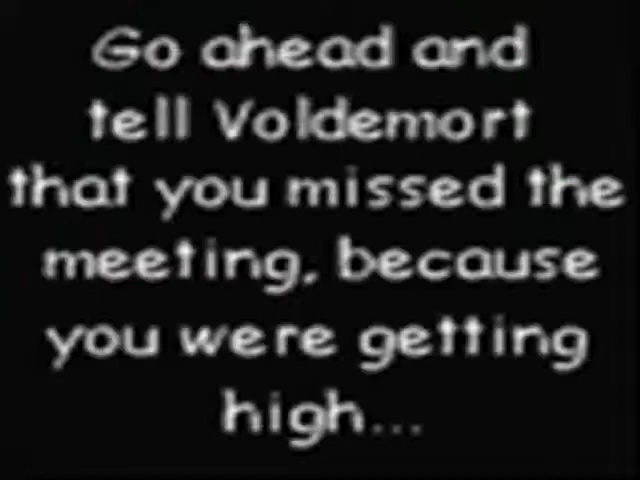 Go ahead and
tell Voldemort
that you missed the
meeting, because
you were getting
high...